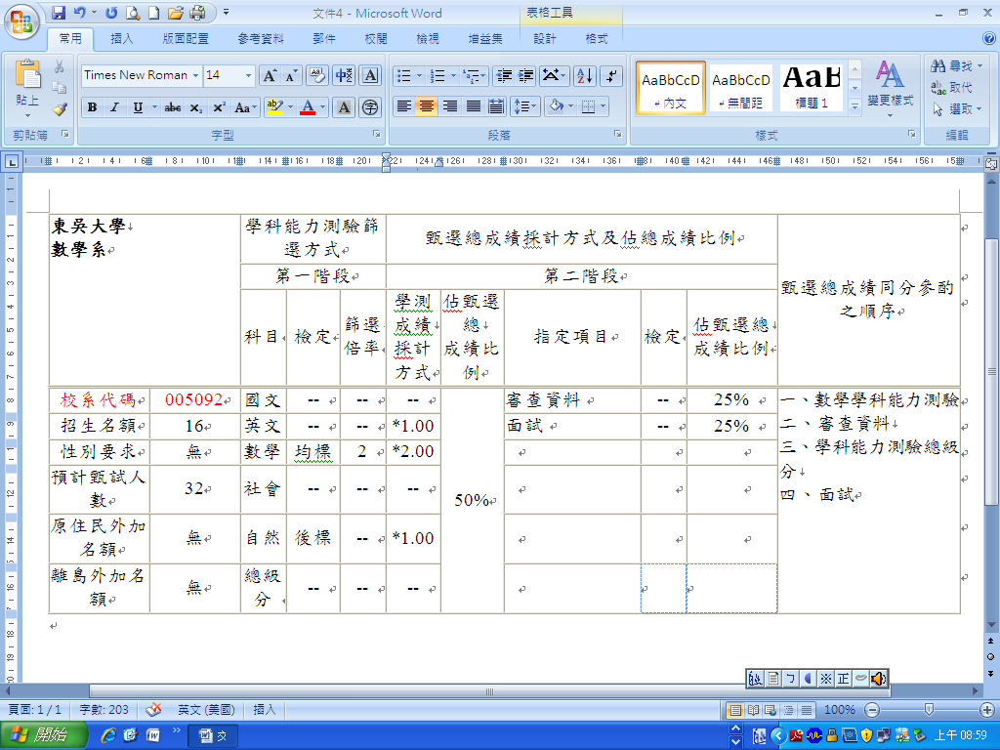 文件4 - Microsoft Word
表格工具
常用 插入 版面配置 參考資料 郵件 校閱 檢視 增益集 設計 格式
貼上
Times New Roman 14
AaBbCcD AaBbCcD AaBb
內文 無間距 標題 1
變更樣式
尋找
取代
選取
剪貼簿 字型 段落 樣式 編輯
東吳大學
數學系
學科能力測驗篩
選方式
甄選總成績採計方式及佔總成績比例
甄選總成績同分參酌
之順序
第一階段 第二階段
科目 檢定
篩選
倍率
學測
成績
採計
方式
佔甄選
總
成績比
例
指定項目 檢定
佔甄選總
成績比例
校系代碼 005092 國文 -- -- -- 審查資料 -- 25%
招生名額 16 英文 -- -- *1.00 面試 -- 25%
性別要求 無 數學 均標 2 *2.00
預計甄試人
數
32 社會 -- -- --
50%
原住民外加
名額
無 自然 後標 -- *1.00
離島外加名
額
無
總級
分
-- -- --
一、數學學科能力測驗
二、審查資料
三、學科能力測驗總級
分
四、面試
頁面: 1 / 1 字數: 203 英文 (美國) 插入 100%
開始 上午 08:59